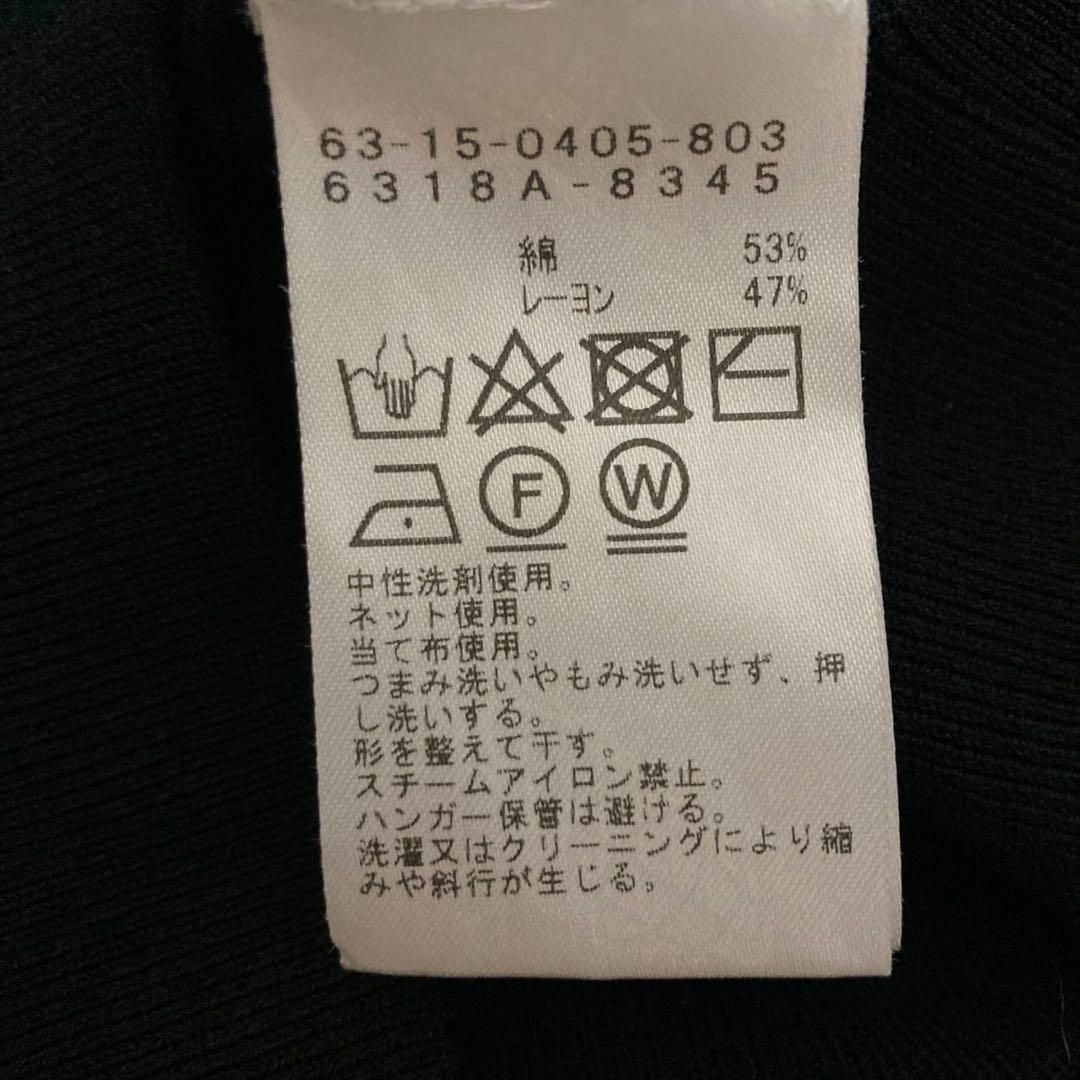 63-15-0405-803
6318A-8345
綿 53%
レーヨン 47%
F W
中性洗剤使用。
ネット使用。
当て布使用。
つまみ洗いやもみ洗いせず、押
し洗いする。
形を整えて干す。
スチームアイロン禁止。
ハンガー保管は避ける。
洗濯又はクリーニングにより縮
みや斜行が生じる。